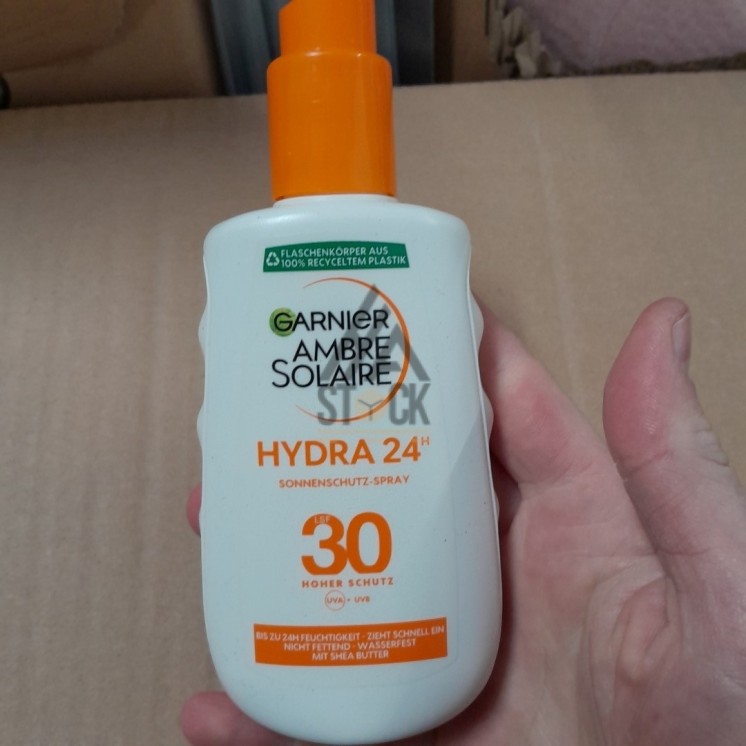 FLASCHENKÖRPER AUS
100% RECYCELTEM PLASTIK
GARNIER
AMBRE
SOLAIRE
STOCK
HYDRA 24H
SONNENSCHUTZ-SPRAY
LSF
30
HOHER SCHUTZ
UVA + UVB
BIS ZU 24H FEUCHTIGKEIT · ZIEHT SCHNELL EIN
NICHT FETTEND · WASSERFEST
MIT SHEA BUTTER